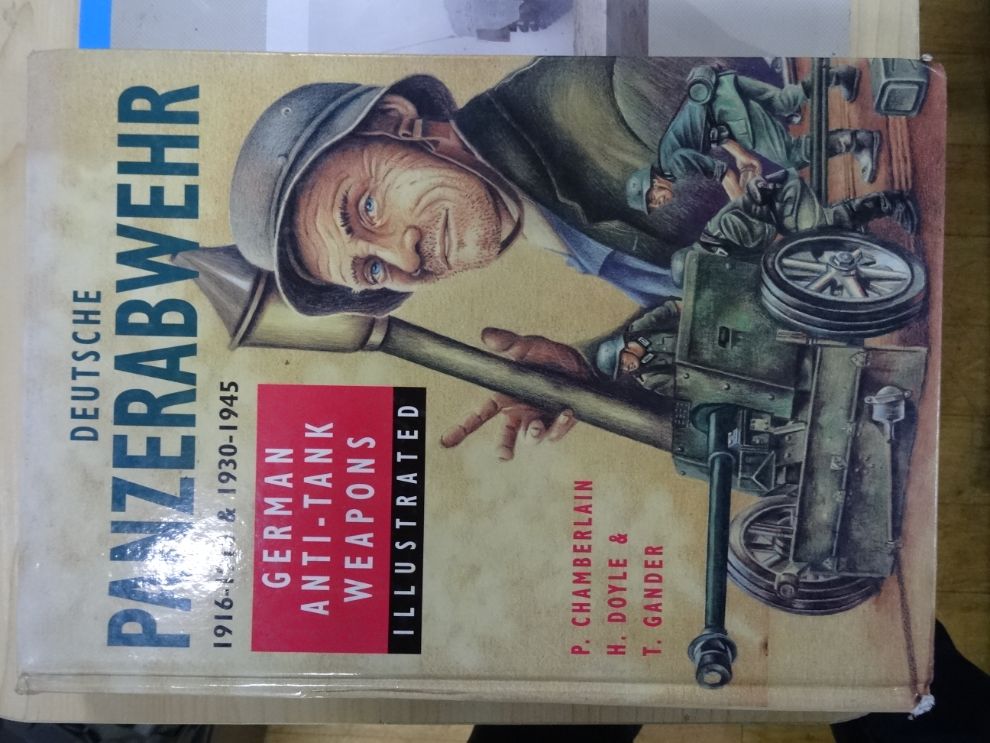 DEUTSCHE
PANZERABWEHR
& 1930-1945
GERMAN
ANTI-TANK
WEAPONS
ILLUSTRATED
P. CHAMBERLAIN
H. DOYLE &
T. GANDER